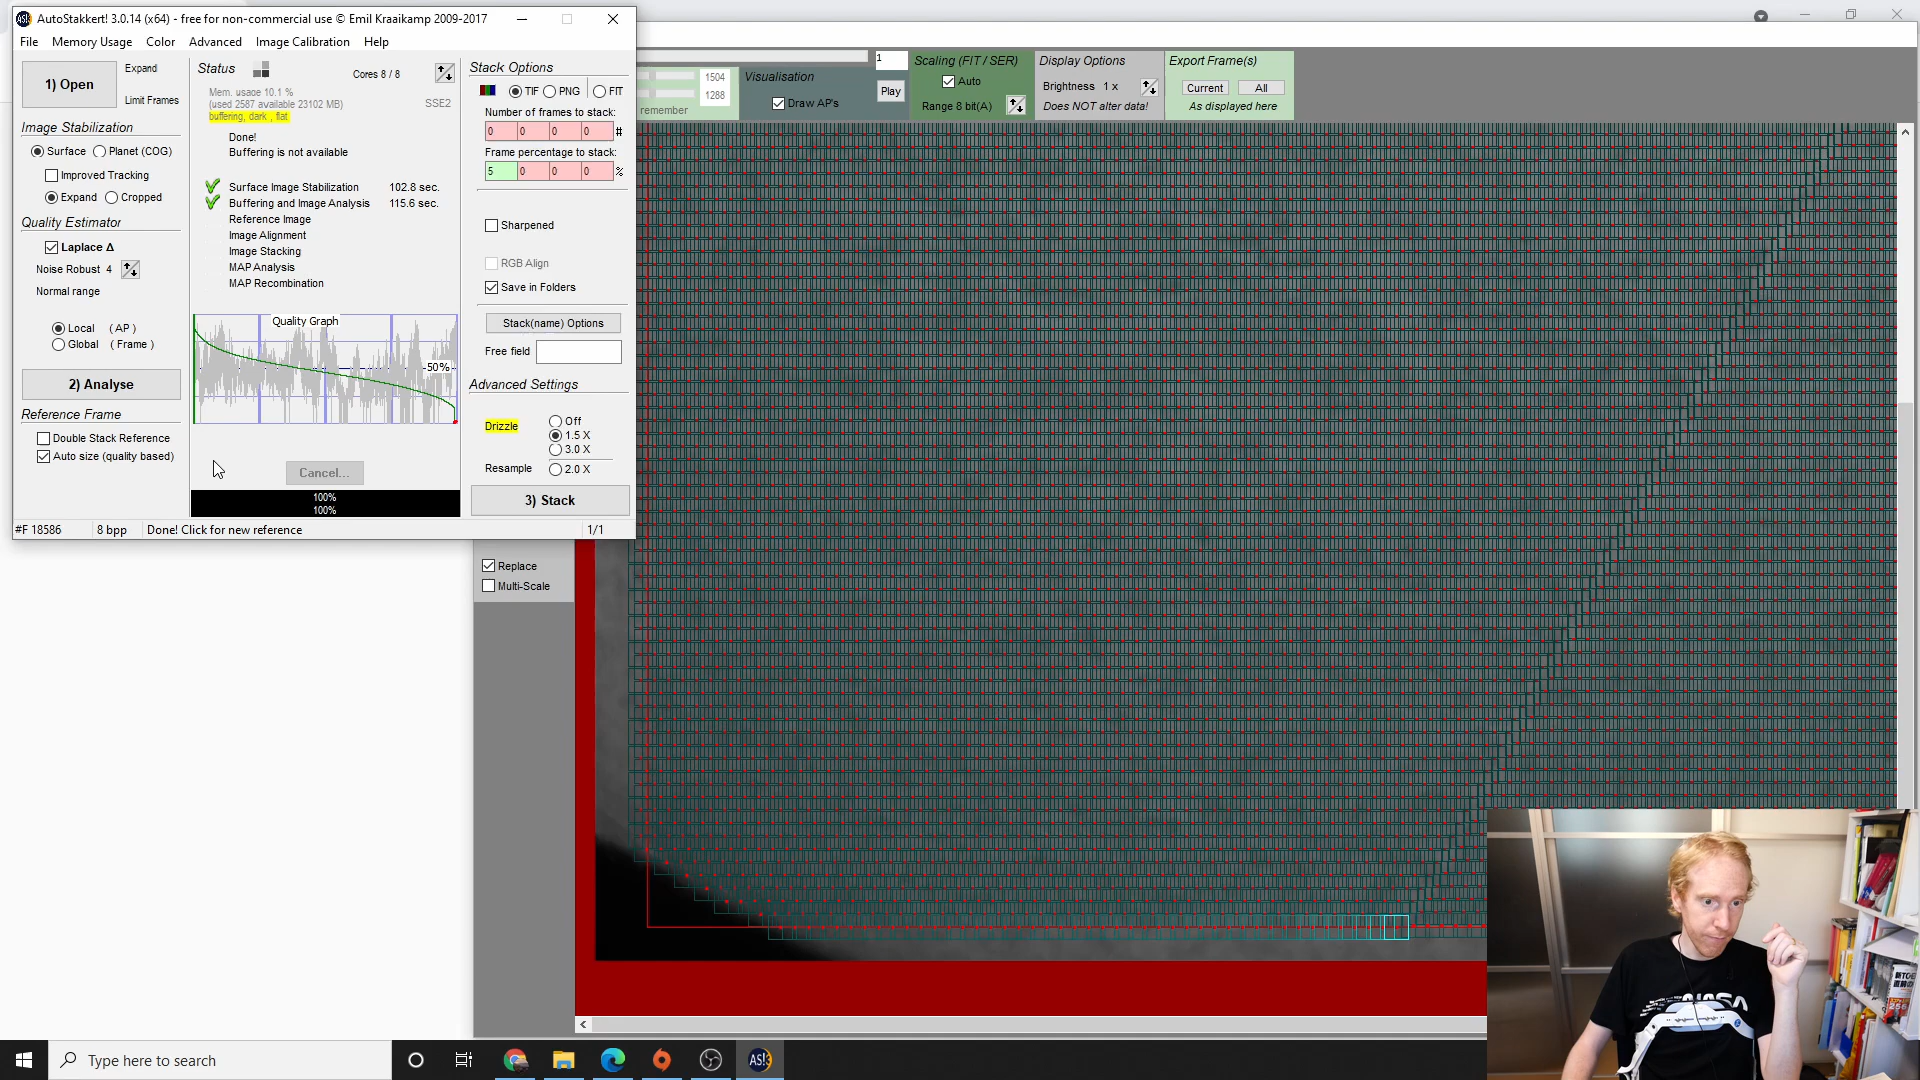 AutoStakkert! 3.0.14 (x64) - free for non-commercial use © Emil Kraaikamp 2009-2017
File Memory Usage Color Advanced Image Calibration Help
1) Open
Expand
Limit Frames
Image Stabilization
Surface Planet (COG)
Improved Tracking
Expand Cropped
Quality Estimator
Laplace Δ
Noise Robust 4
Normal range
Local (AP)
Global (Frame)
2) Analyse
Reference Frame
Double Stack Reference
Auto size (quality based)
Status
Cores 8 / 8
Mem. usage 10.1 %
(used 2587 available 23102 MB)
SSE2
buffering, dark , flat
Done!
Buffering is not available
Surface Image Stabilization 102.8 sec.
Buffering and Image Analysis 115.6 sec.
Reference Image
Image Alignment
Image Stacking
MAP Analysis
MAP Recombination
Quality Graph
50%
Cancel...
100%
100%
#F 18586 8 bpp Done! Click for new reference 1/1
Stack Options
TIF PNG FIT
Number of frames to stack:
0 0 0 0 #
Frame percentage to stack:
5 0 0 0 %
Sharpened
RGB Align
Save in Folders
Stack(name) Options
Free field
Advanced Settings
Drizzle
Off
1.5 X
3.0 X
Resample 2.0 X
3) Stack
Replace
Multi-Scale
1504
1288
remember
Visualisation
Draw AP's
1
Play
Scaling (FIT / SER)
Auto
Range 8 bit(A)
Display Options
Brightness 1 x
Does NOT alter data!
Export Frame(s)
Current All
As displayed here
NASA
Type here to search
AS!3